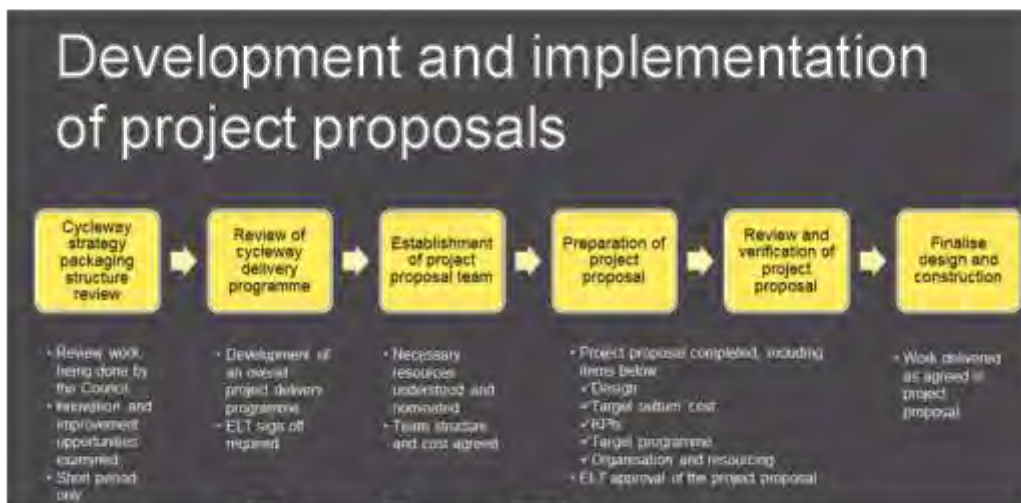 Development and implementation
of project proposals
Cycleway
strategy
packaging
structure
review
Review of
cycleway
delivery
programme
Establishment
of project
proposal team
Preparation of
project
proposal
Review and
verification of
project
proposal
Finalise
design and
construction
• Review work
being done by
the Council
• Innovation and
improvement
opportunities
examined
• Short period
only
• Development of
an overall
project delivery
programme
• ELT sign off
required
• Necessary
resources
understood and
nominated
• Team structure
and cost agreed
• Project proposal completed, including
items below
✓ Design
✓ Target outturn cost
✓ KPIs
✓ Target programme
✓ Organisation and resourcing
• ELT approval of the project proposal
• Work delivered
as agreed in
project
proposal